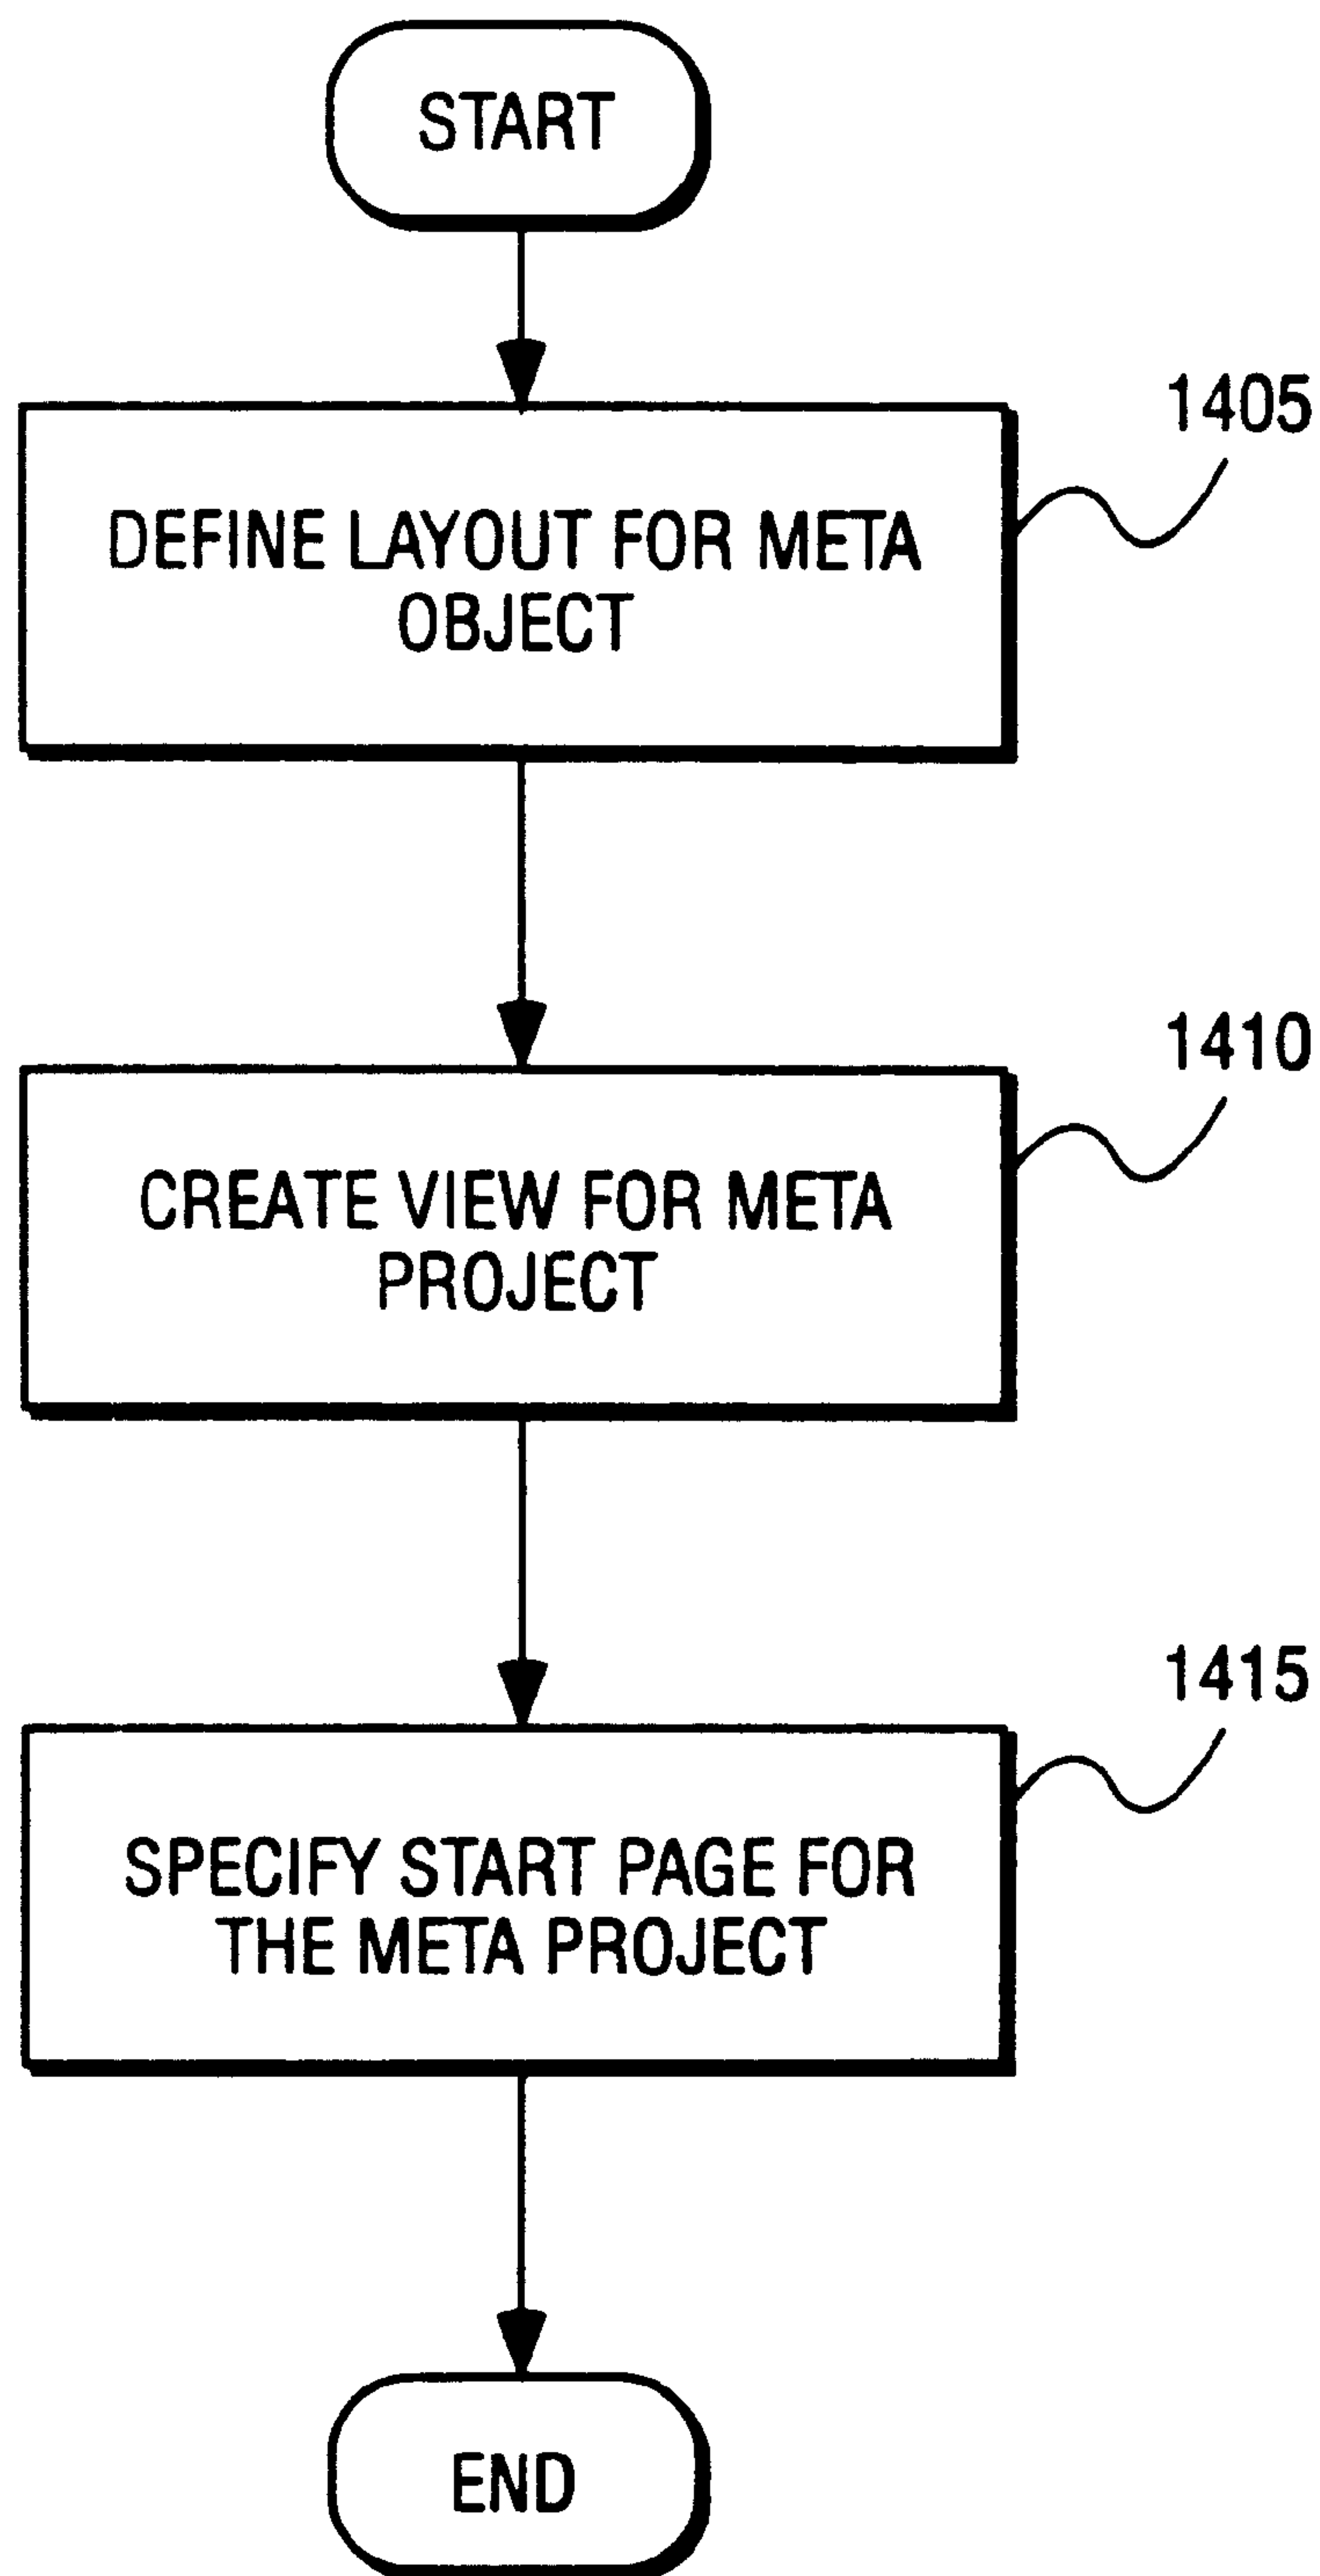 START
1405
DEFINE LAYOUT FOR META
OBJECT
1410
CREATE VIEW FOR META
PROJECT
1415
SPECIFY START PAGE FOR
THE META PROJECT
END